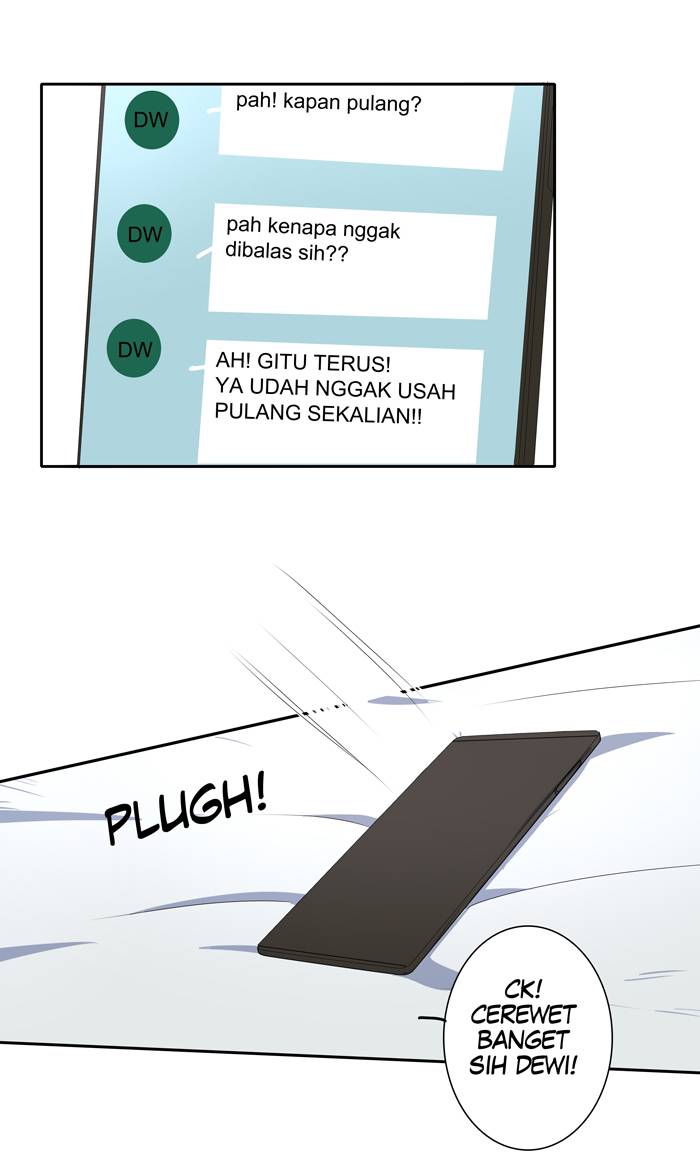 DW
pah! kapan pulang?
DW
pah kenapa nggak
dibalas sih??
DW
AH! GITU TERUS!
YA UDAH NGGAK USAH
PULANG SEKALIAN!!
PLUGH!
CK!
CEREWET
BANGET
SIH DEWI!